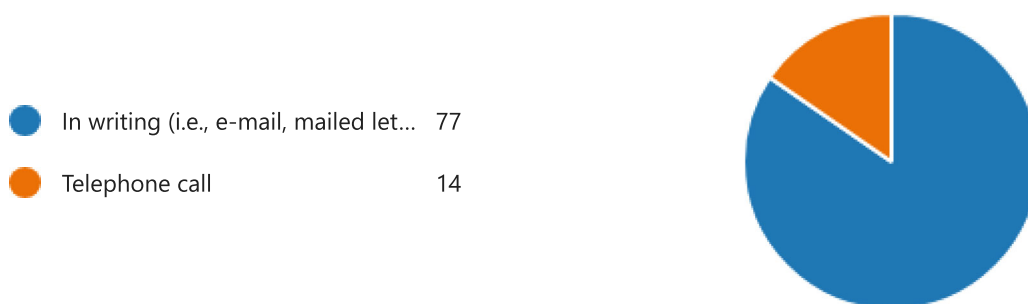 In writing (i.e., e-mail, mailed let... 77
Telephone call 14